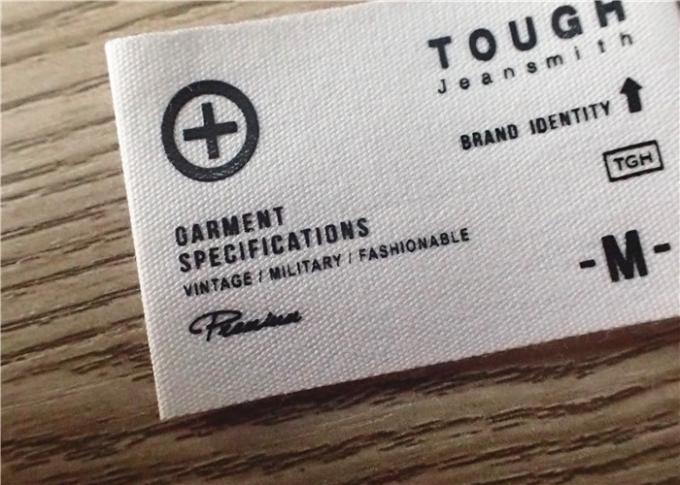 TOUGH
Jeansmith
BRAND IDENTITY
TGH
GARMENT
SPECIFICATIONS
VINTAGE / MILITARY / FASHIONABLE
-M-
Premium